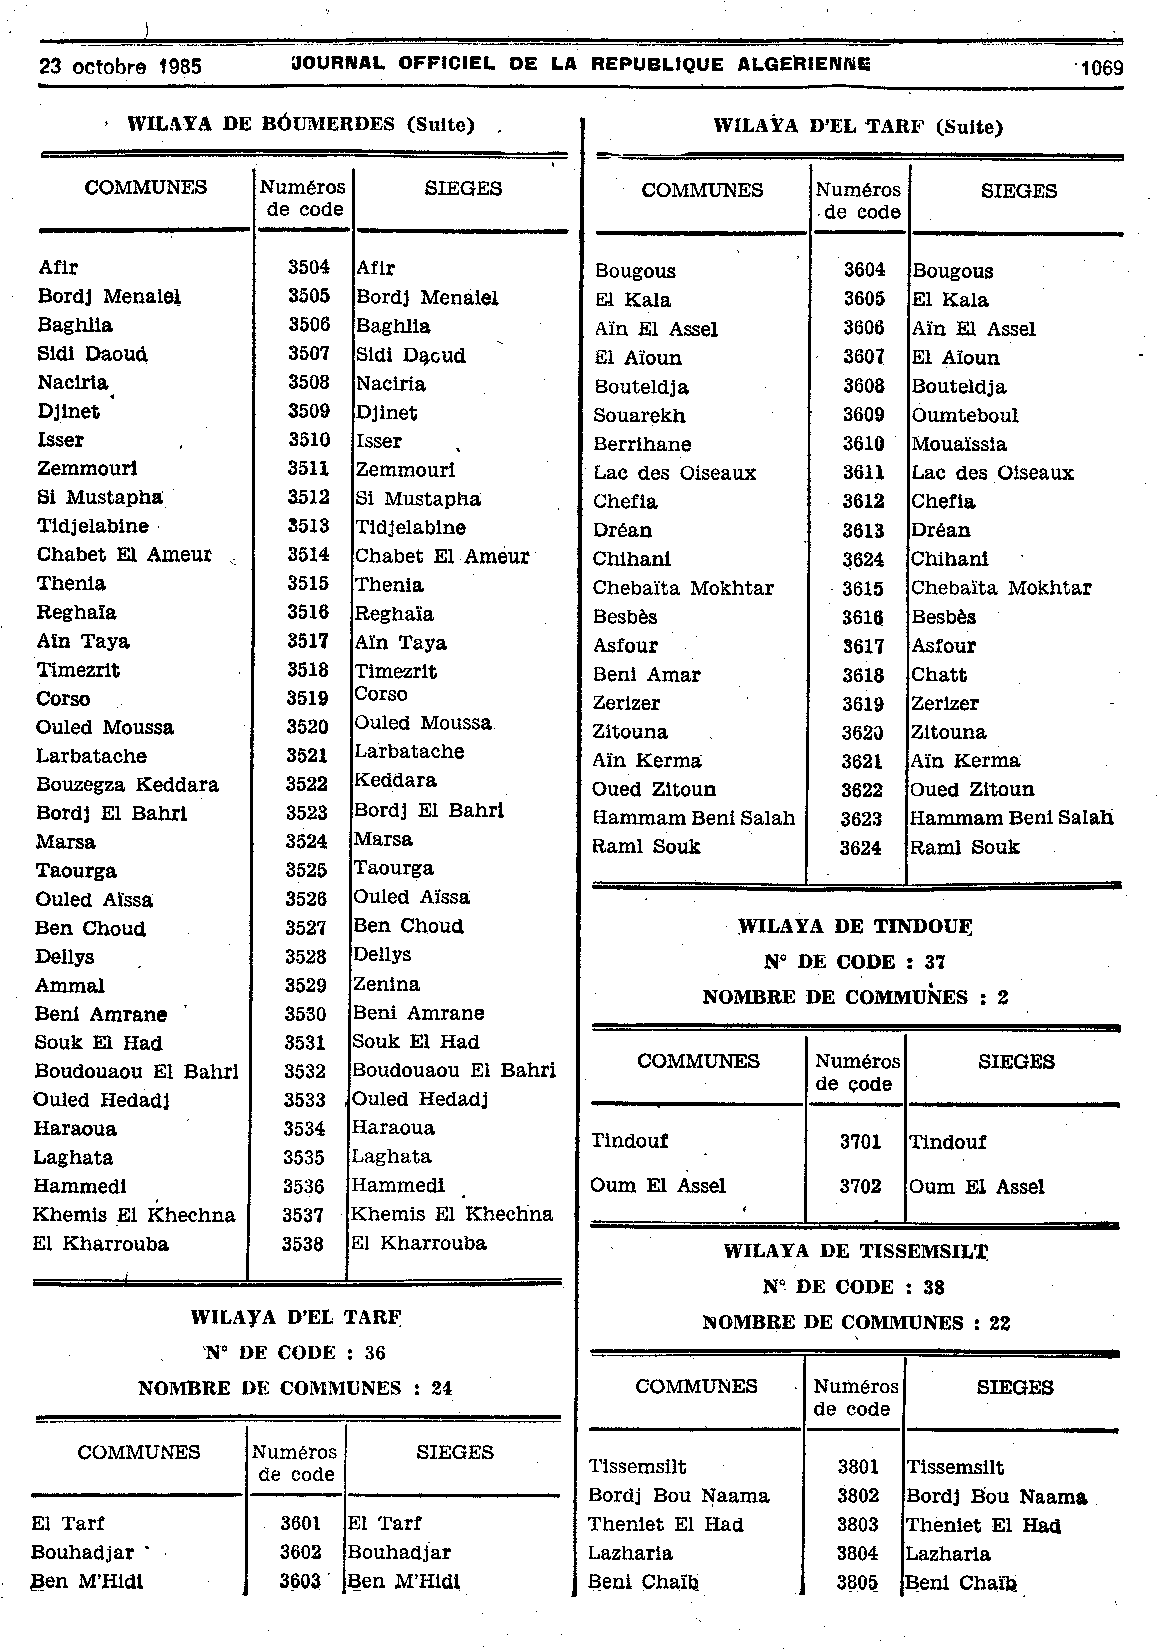 23 octobre 1985 JOURNAL OFFICIEL DE LA REPUBLIQUE ALGERIENNE 1069
WILAYA DE BOUMERDES (Suite)
COMMUNES Numéros de code SIEGES
Afir 3504 Afir
Bordj Menaiel 3505 Bordj Menaiel
Baghlia 3506 Baghlia
Sidi Daoud 3507 Sidi Daoud
Naciria 3508 Naciria
Djinet 3509 Djinet
Isser 3510 Isser
Zemmouri 3511 Zemmouri
Si Mustapha 3512 Si Mustapha
Tidjelabine 3513 Tidjelabine
Chabet El Ameur 3514 Chabet El Ameur
Thenia 3515 Thenia
Reghaïa 3516 Reghaïa
Aïn Taya 3517 Aïn Taya
Timezrit 3518 Timezrit
Corso 3519 Corso
Ouled Moussa 3520 Ouled Moussa
Larbatache 3521 Larbatache
Bouzegza Keddara 3522 Keddara
Bordj El Bahri 3523 Bordj El Bahri
Marsa 3524 Marsa
Taourga 3525 Taourga
Ouled Aïssa 3526 Ouled Aïssa
Ben Choud 3527 Ben Choud
Dellys 3528 Dellys
Ammal 3529 Zenina
Beni Amrane 3530 Beni Amrane
Souk El Had 3531 Souk El Had
Boudouaou El Bahri 3532 Boudouaou El Bahri
Ouled Hedadj 3533 Ouled Hedadj
Haraoua 3534 Haraoua
Laghata 3535 Laghata
Hammedi 3536 Hammedi
Khemis El Khechna 3537 Khemis El Khechna
El Kharrouba 3538 El Kharrouba
WILAYA D'EL TARF
N° DE CODE : 36
NOMBRE DE COMMUNES : 24
COMMUNES Numéros de code SIEGES
El Tarf 3601 El Tarf
Bouhadjar 3602 Bouhadjar
Ben M'Hidi 3603 Ben M'Hidi
WILAYA D'EL TARF (Suite)
COMMUNES Numéros de code SIEGES
Bougous 3604 Bougous
El Kala 3605 El Kala
Aïn El Assel 3606 Aïn El Assel
El Aïoun 3607 El Aïoun
Bouteldja 3608 Bouteldja
Souarekh 3609 Oumteboul
Berrihane 3610 Mouaïssia
Lac des Oiseaux 3611 Lac des Oiseaux
Chefia 3612 Chefia
Dréan 3613 Dréan
Chihani 3624 Chihani
Chebaïta Mokhtar 3615 Chebaïta Mokhtar
Besbès 3616 Besbès
Asfour 3617 Asfour
Beni Amar 3618 Chatt
Zerizer 3619 Zerizer
Zitouna 3620 Zitouna
Aïn Kerma 3621 Aïn Kerma
Oued Zitoun 3622 Oued Zitoun
Hammam Beni Salah 3623 Hammam Beni Salah
Raml Souk 3624 Raml Souk
WILAYA DE TINDOUF
N° DE CODE : 37
NOMBRE DE COMMUNES : 2
COMMUNES Numéros de code SIEGES
Tindouf 3701 Tindouf
Oum El Assel 3702 Oum El Assel
WILAYA DE TISSEMSILT
N° DE CODE : 38
NOMBRE DE COMMUNES : 22
COMMUNES Numéros de code SIEGES
Tissemsilt 3801 Tissemsilt
Bordj Bou Naama 3802 Bordj Bou Naama
Theniet El Had 3803 Theniet El Had
Lazharia 3804 Lazharia
Beni Chaïb 3805 Beni Chaïb